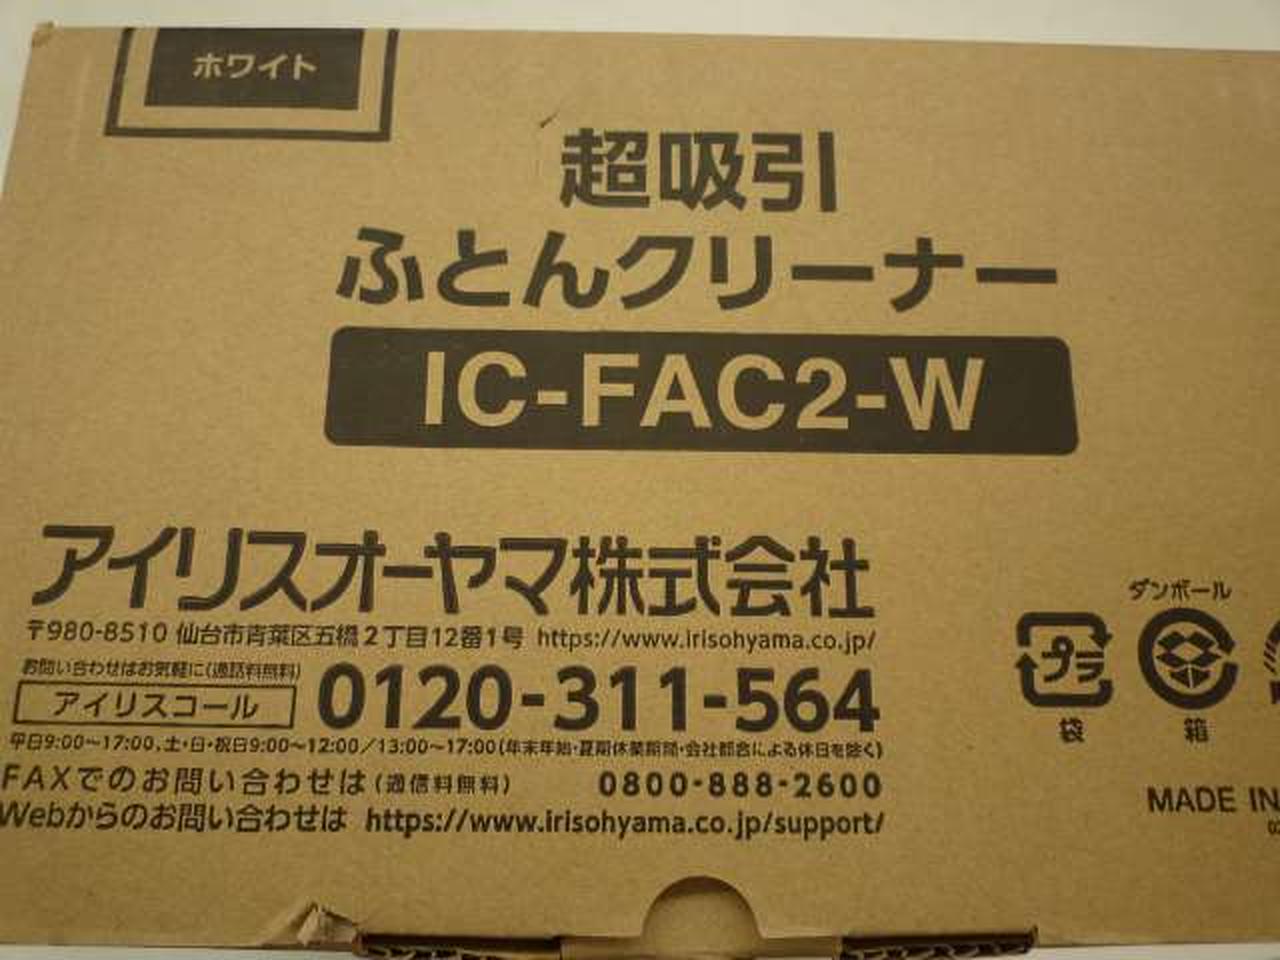 ホワイト
超吸引
ふとんクリーナー
IC-FAC2-W
アイリスオーヤマ株式会社
〒980-8510 仙台市青葉区五橋2丁目12番1号 https://www.irisohyama.co.jp/
お問い合わせはお気軽に(通話料無料)
アイリスコール 0120-311-564
平日9:00～17:00、土・日・祝日9:00～12:00/13:00～17:00(年末年始・夏期休業期間・会社都合による休日を除く)
FAXでのお問い合わせは(通信料無料) 0800-888-2600
Webからのお問い合わせは https://www.irisohyama.co.jp/support/
ダンボール
プラ
袋 箱
MADE IN